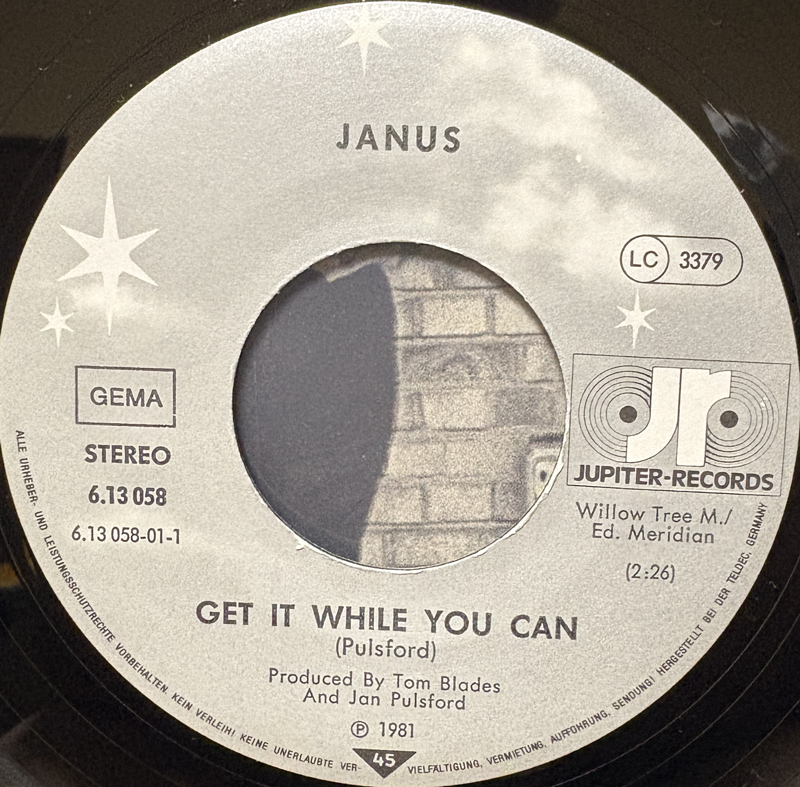 JANUS
LC 3379
GEMA
STEREO
6.13 058
6.13 058-01-1
jr
JUPITER-RECORDS
Willow Tree M./
Ed. Meridian
(2:26)
GET IT WHILE YOU CAN
(Pulsford)
Produced By Tom Blades
And Jan Pulsford
℗ 1981
45
ALLE URHEBER- UND LEISTUNGSSCHUTZRECHTE VORBEHALTEN. KEIN VERLEIH! KEINE UNERLAUBTE VER- VIELFÄLTIGUNG, VERMIETUNG, AUFFÜHRUNG, SENDUNG! HERGESTELLT BEI DER TELDEC, GERMANY